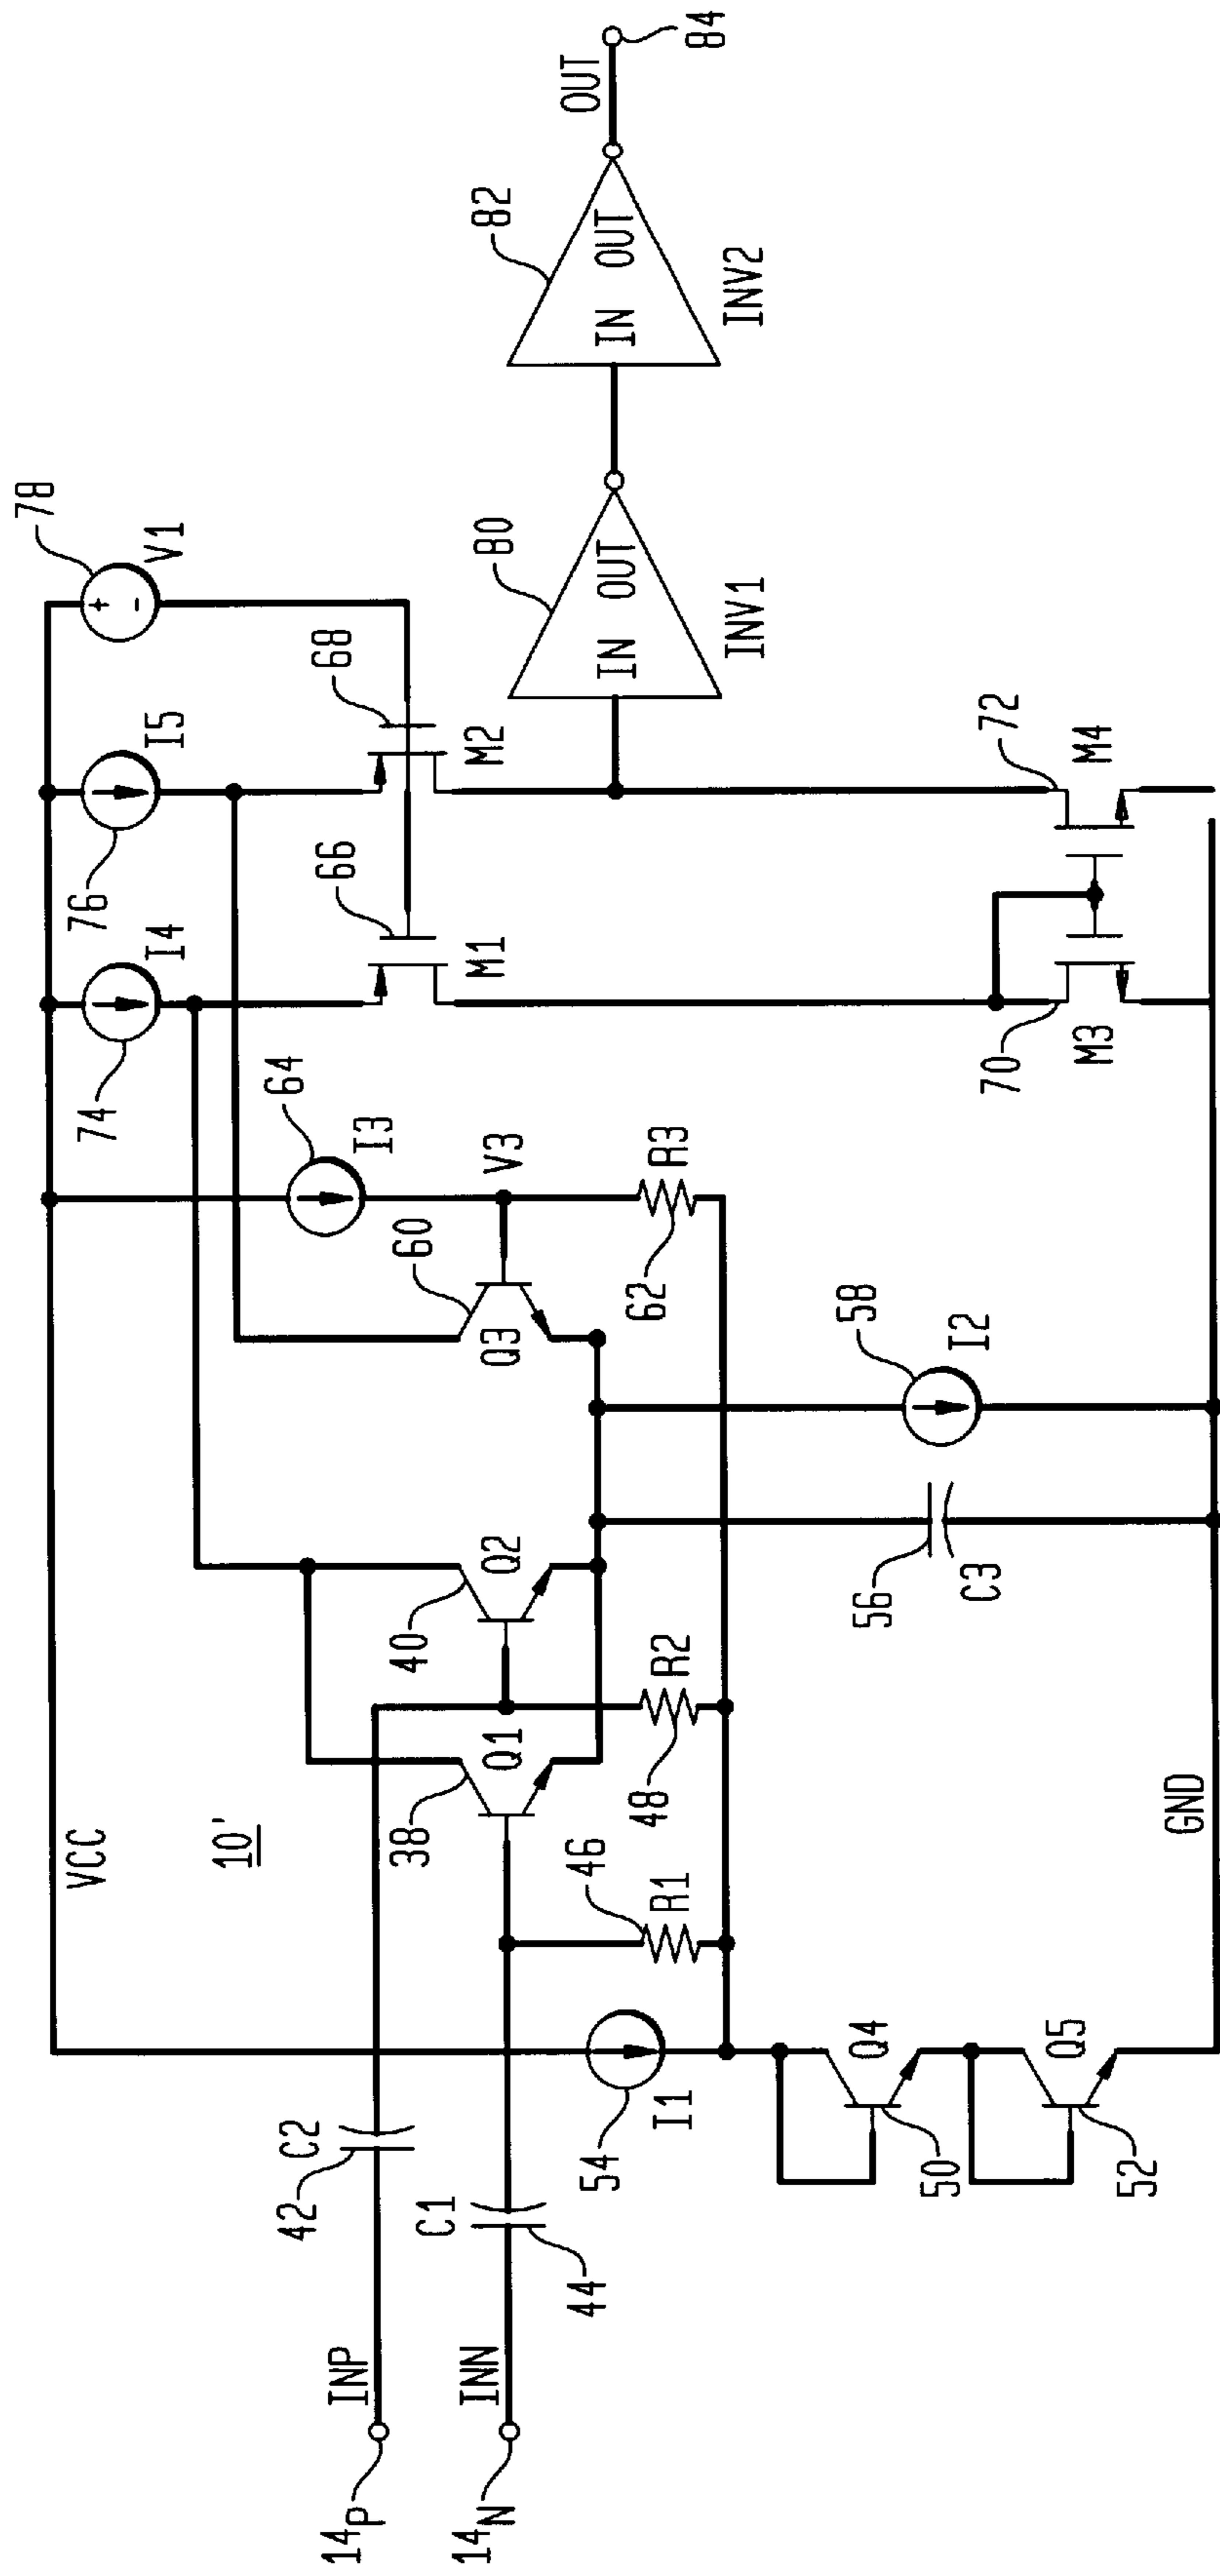 VCC
10'
14P
INP
42
C2
14N
INN
44
C1
54
I1
46
R1
38
Q1
48
R2
40
Q2
50
Q4
52
Q5
GND
56
C3
58
I2
60
Q3
V3
62
R3
64
I3
74
I4
76
I5
78
V1
+
-
66
M1
68
M2
70
M3
72
M4
80
IN OUT
INV1
82
IN OUT
INV2
OUT
84